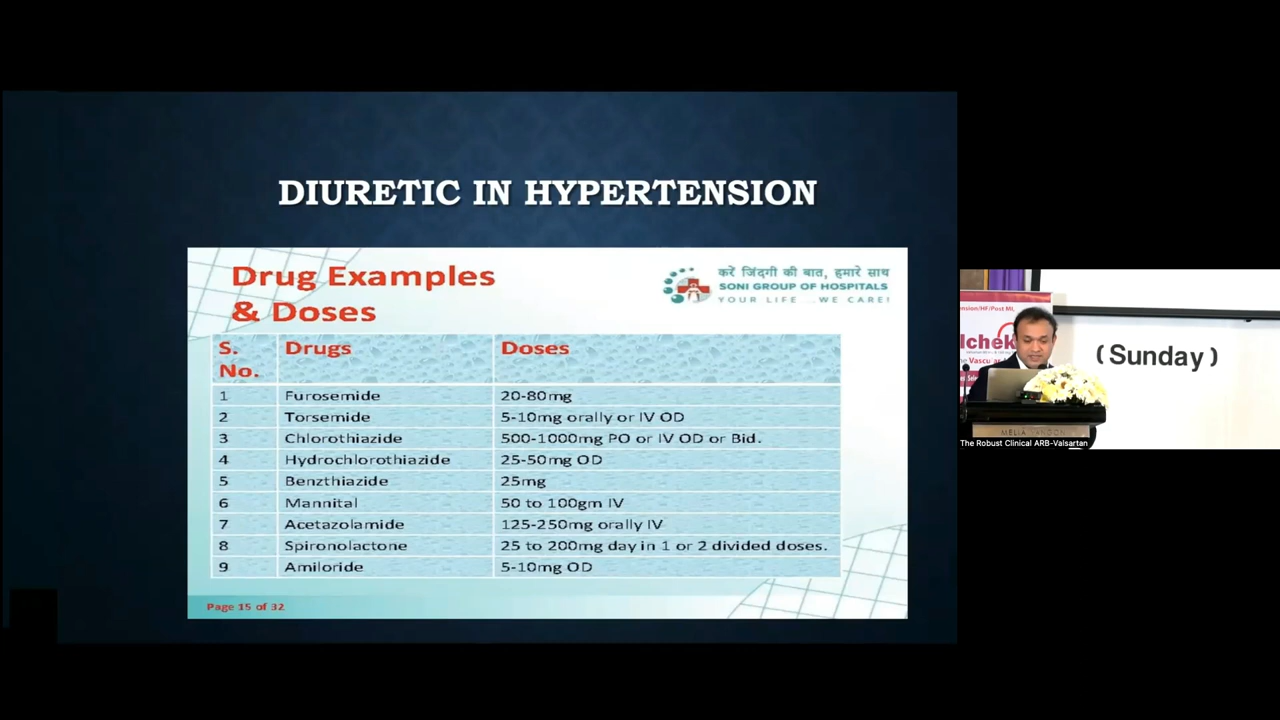 DIURETIC IN HYPERTENSION
Drug Examples
& Doses
करें जिंदगी की बात, हमारे साथ
SONI GROUP OF HOSPITALS
YOUR LIFE ...WE CARE!
S. No. Drugs Doses
1 Furosemide 20-80mg
2 Torsemide 5-10mg orally or IV OD
3 Chlorothiazide 500-1000mg PO or IV OD or Bid.
4 Hydrochlorothiazide 25-50mg OD
5 Benzthiazide 25mg
6 Mannital 50 to 100gm IV
7 Acetazolamide 125-250mg orally IV
8 Spironolactone 25 to 200mg day in 1 or 2 divided doses.
9 Amiloride 5-10mg OD
Page 15 of 32
(Sunday)
The Robust Clinical ARB-Valsartan